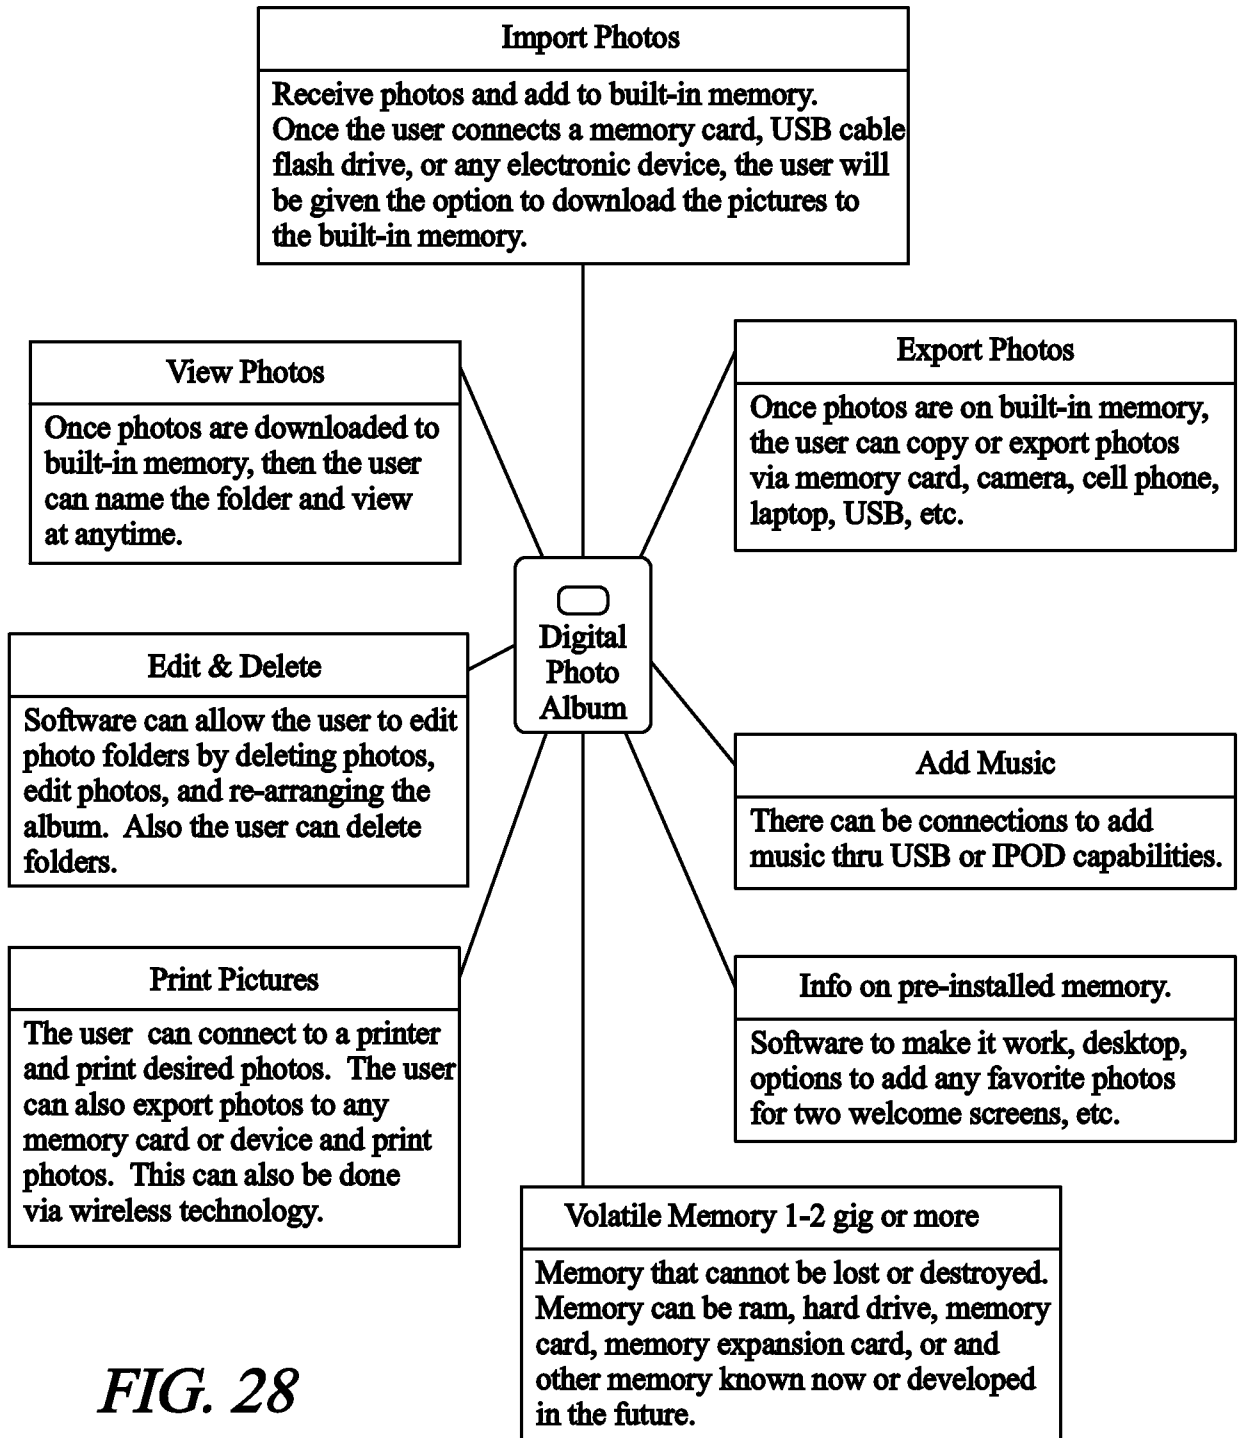 Import Photos
Receive photos and add to built-in memory.
Once the user connects a memory card, USB cable
flash drive, or any electronic device, the user will
be given the option to download the pictures to
the built-in memory.
View Photos
Once photos are downloaded to
built-in memory, then the user
can name the folder and view
at anytime.
Export Photos
Once photos are on built-in memory,
the user can copy or export photos
via memory card, camera, cell phone,
laptop, USB, etc.
Digital
Photo
Album
Edit & Delete
Software can allow the user to edit
photo folders by deleting photos,
edit photos, and re-arranging the
album. Also the user can delete
folders.
Add Music
There can be connections to add
music thru USB or IPOD capabilities.
Print Pictures
The user can connect to a printer
and print desired photos. The user
can also export photos to any
memory card or device and print
photos. This can also be done
via wireless technology.
Info on pre-installed memory.
Software to make it work, desktop,
options to add any favorite photos
for two welcome screens, etc.
Volatile Memory 1-2 gig or more
Memory that cannot be lost or destroyed.
Memory can be ram, hard drive, memory
card, memory expansion card, or and
other memory known now or developed
in the future.
FIG. 28